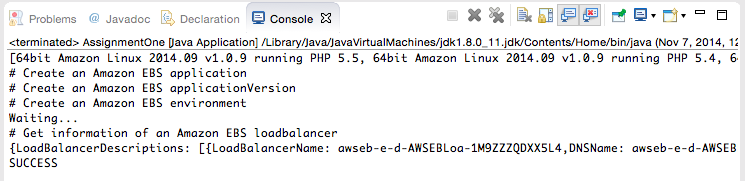 Problems @ Javadoc Declaration Console
<terminated> AssignmentOne [Java Application] /Library/Java/JavaVirtualMachines/jdk1.8.0_11.jdk/Contents/Home/bin/java (Nov 7, 2014, 12
[64bit Amazon Linux 2014.09 v1.0.9 running PHP 5.5, 64bit Amazon Linux 2014.09 v1.0.9 running PHP 5.4, 6
# Create an Amazon EBS application
# Create an Amazon EBS applicationVersion
# Create an Amazon EBS environment
Waiting...
# Get information of an Amazon EBS loadbalancer
{LoadBalancerDescriptions: [{LoadBalancerName: awseb-e-d-AWSEBLoa-1M9ZZZQDXX5L4,DNSName: awseb-e-d-AWSEB
SUCCESS